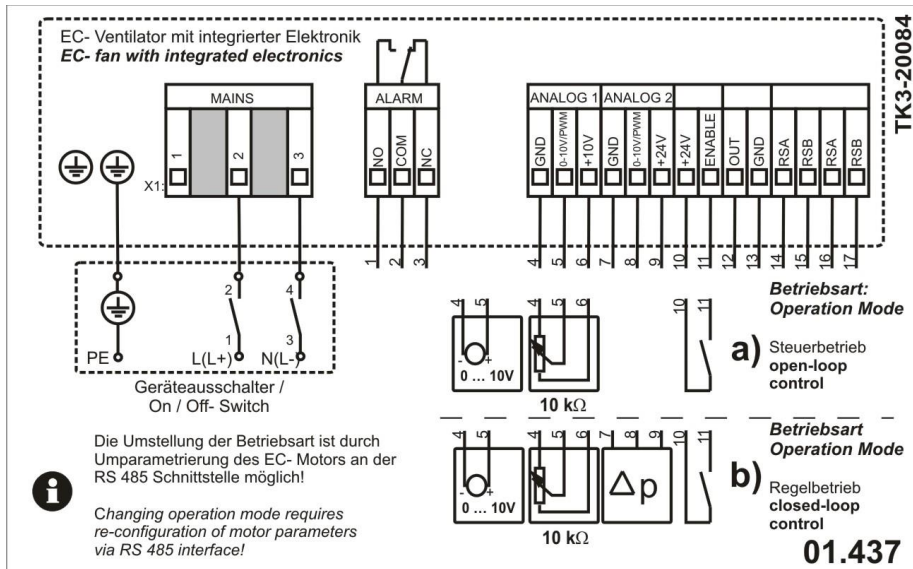 EC- Ventilator mit integrierter Elektronik
EC- fan with integrated electronics
TK3-20084
MAINS
1
2
3
X1:
ALARM
NO
COM
NC
ANALOG 1
ANALOG 2
GND
0-10V/PWM
+10V
GND
0-10V/PWM
+24V
+24V
ENABLE
OUT
GND
RSA
RSB
RSA
RSB
1
2
3
4
5
6
7
8
9
10
11
12
13
14
15
16
17
2
4
1
3
PE
L(L+)
N(L-)
Geräteausschalter /
On / Off- Switch
4
5
- +
0 ... 10V
4
5
6
10 kΩ
10
11
Betriebsart:
Operation Mode
a)
Steuerbetrieb
open-loop
control
4
5
- +
0 ... 10V
4
5
6
10 kΩ
7
8
9
Δp
10
11
Betriebsart
Operation Mode
b)
Regelbetrieb
closed-loop
control
i
Die Umstellung der Betriebsart ist durch
Umparametrierung des EC- Motors an der
RS 485 Schnittstelle möglich!
Changing operation mode requires
re-configuration of motor parameters
via RS 485 interface!
01.437